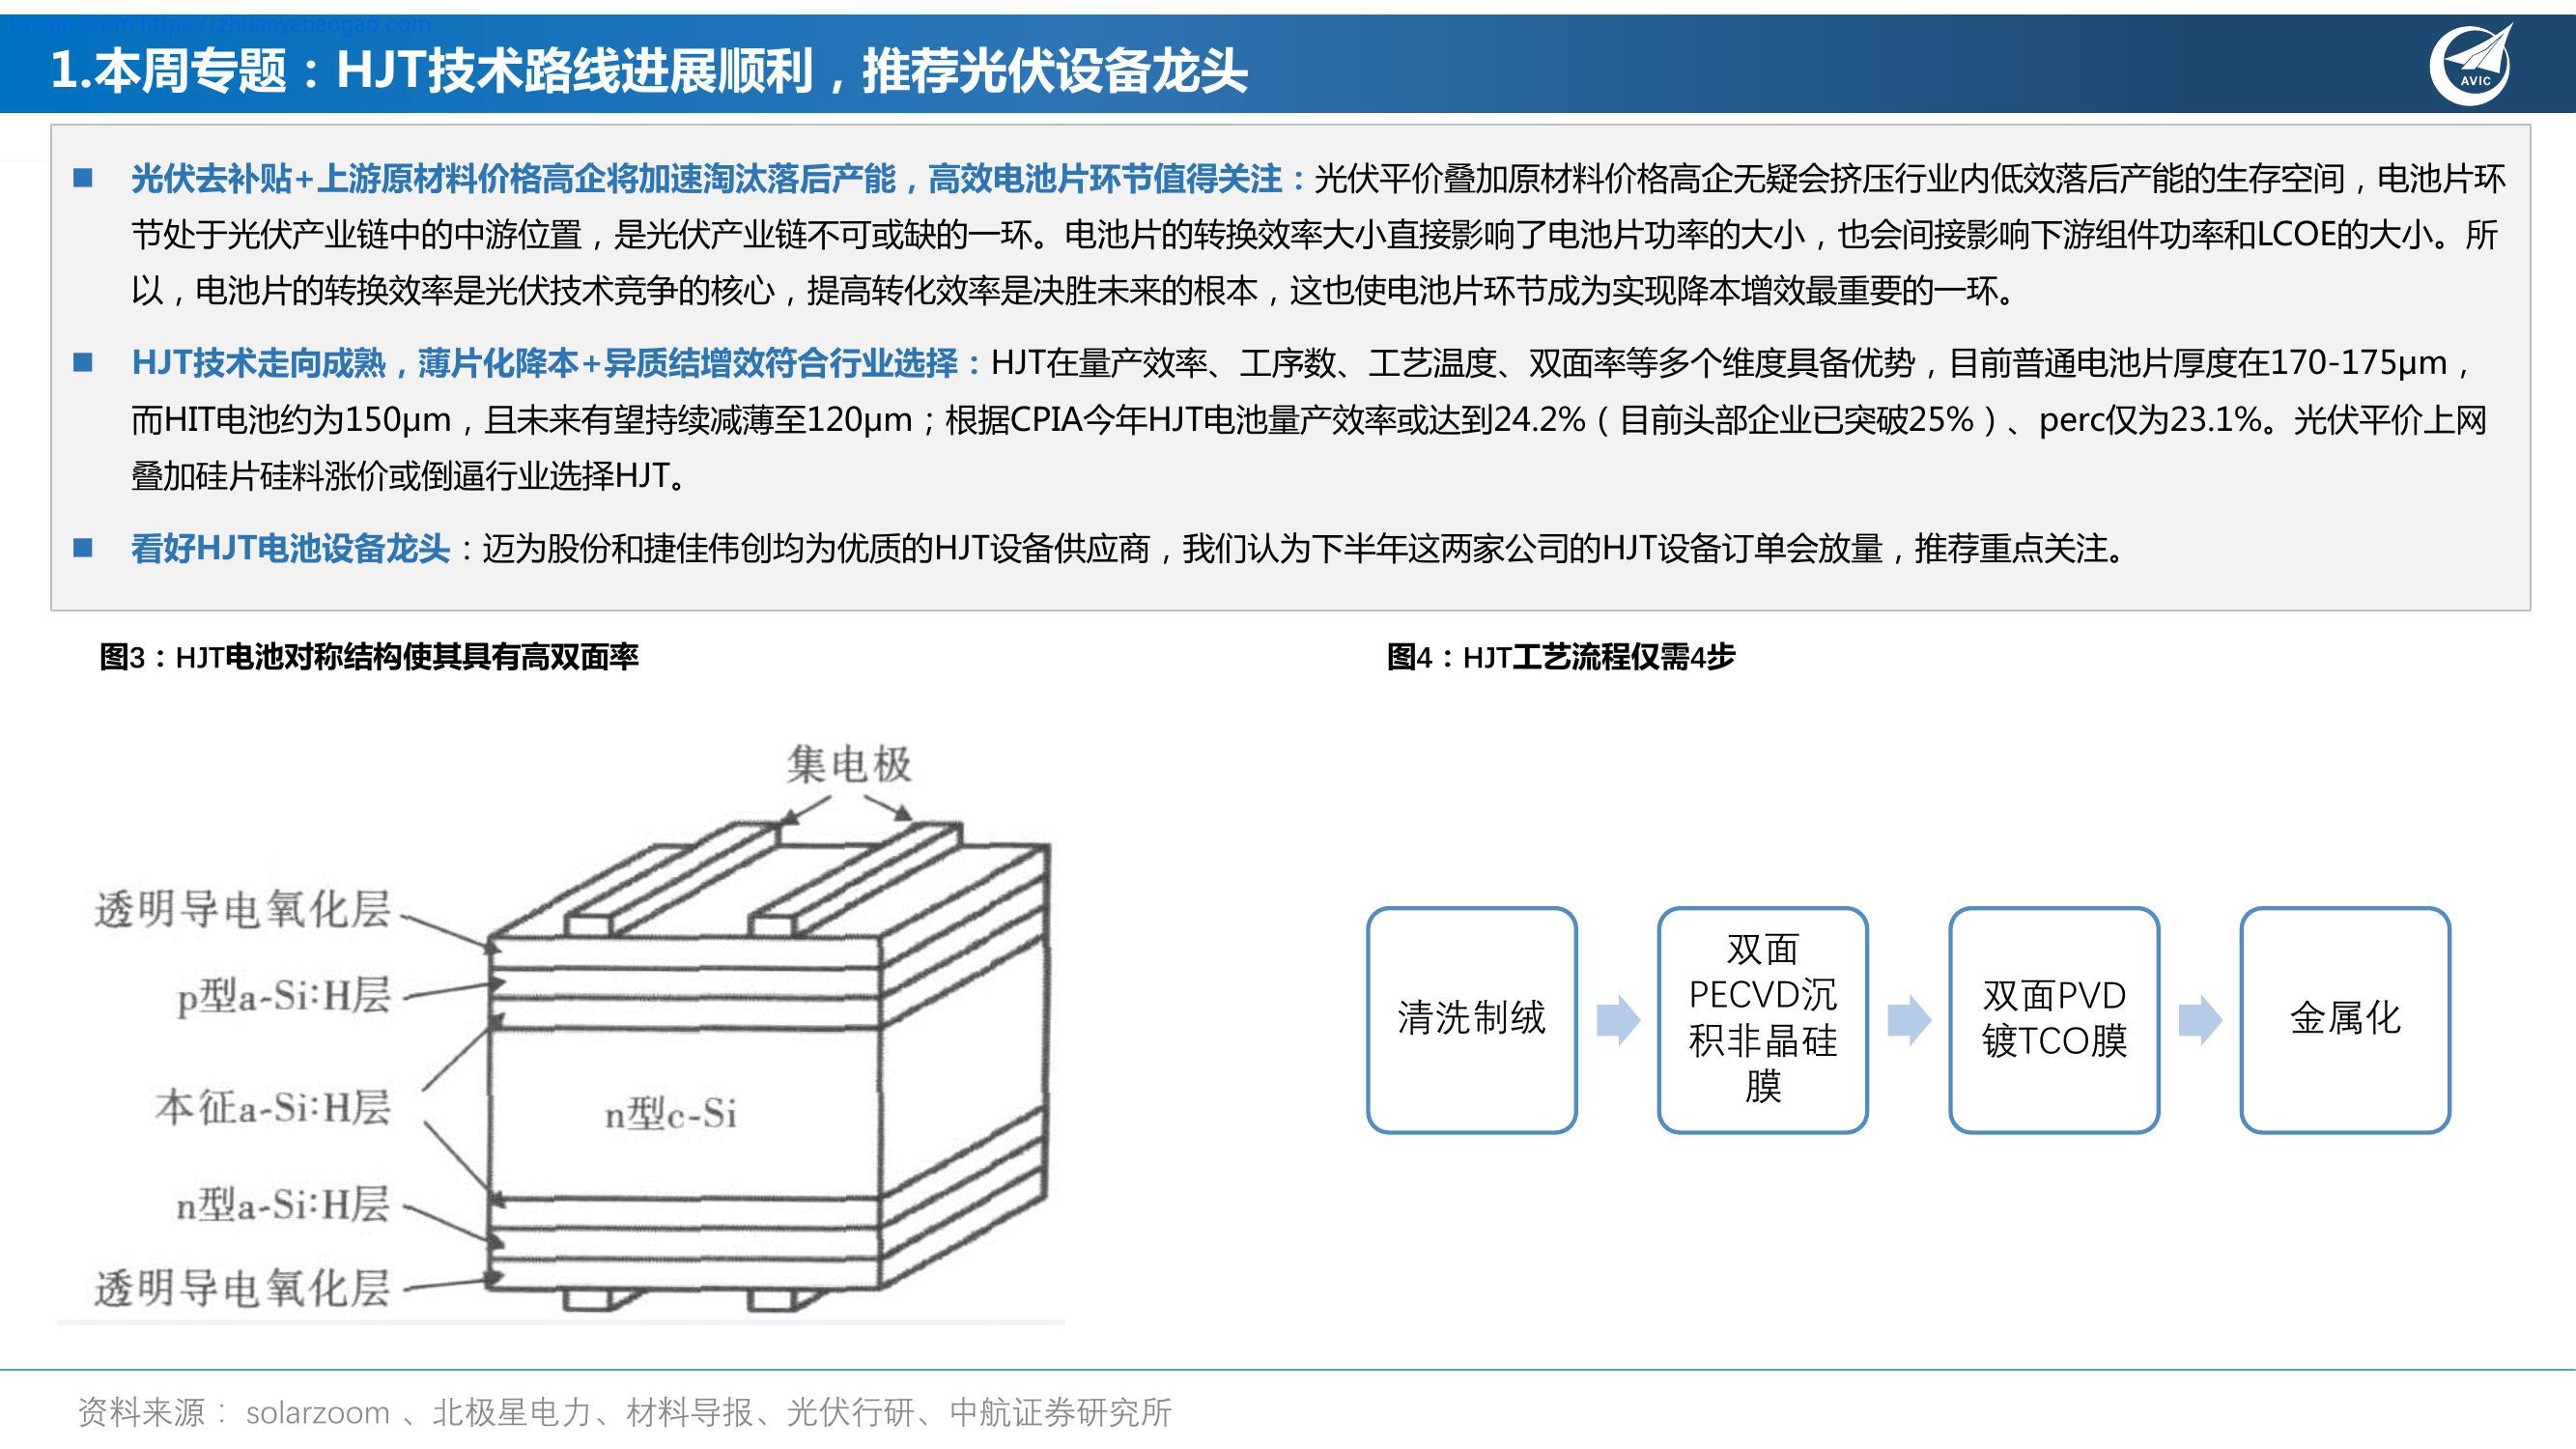 Image From https://zhuanyebaogao.com
1.本周专题：HJT技术路线进展顺利，推荐光伏设备龙头
AVIC
光伏去补贴+上游原材料价格高企将加速淘汰落后产能，高效电池片环节值得关注：光伏平价叠加原材料价格高企无疑会挤压行业内低效落后产能的生存空间，电池片环
节处于光伏产业链中的中游位置，是光伏产业链不可或缺的一环。电池片的转换效率大小直接影响了电池片功率的大小，也会间接影响下游组件功率和LCOE的大小。所
以，电池片的转换效率是光伏技术竞争的核心，提高转化效率是决胜未来的根本，这也使电池片环节成为实现降本增效最重要的一环。
HJT技术走向成熟，薄片化降本+异质结增效符合行业选择：HJT在量产效率、工序数、工艺温度、双面率等多个维度具备优势，目前普通电池片厚度在170-175μm，
而HIT电池约为150μm，且未来有望持续减薄至120μm；根据CPIA今年HJT电池量产效率或达到24.2%（目前头部企业已突破25%）、perc仅为23.1%。光伏平价上网
叠加硅片硅料涨价或倒逼行业选择HJT。
看好HJT电池设备龙头：迈为股份和捷佳伟创均为优质的HJT设备供应商，我们认为下半年这两家公司的HJT设备订单会放量，推荐重点关注。
图3：HJT电池对称结构使其具有高双面率
集电极
透明导电氧化层
p型a-Si:H层
本征a-Si:H层
n型c-Si
n型a-Si:H层
透明导电氧化层
图4：HJT工艺流程仅需4步
清洗制绒
双面
PECVD沉
积非晶硅
膜
双面PVD
镀TCO膜
金属化
资料来源：solarzoom、北极星电力、材料导报、光伏行研、中航证券研究所